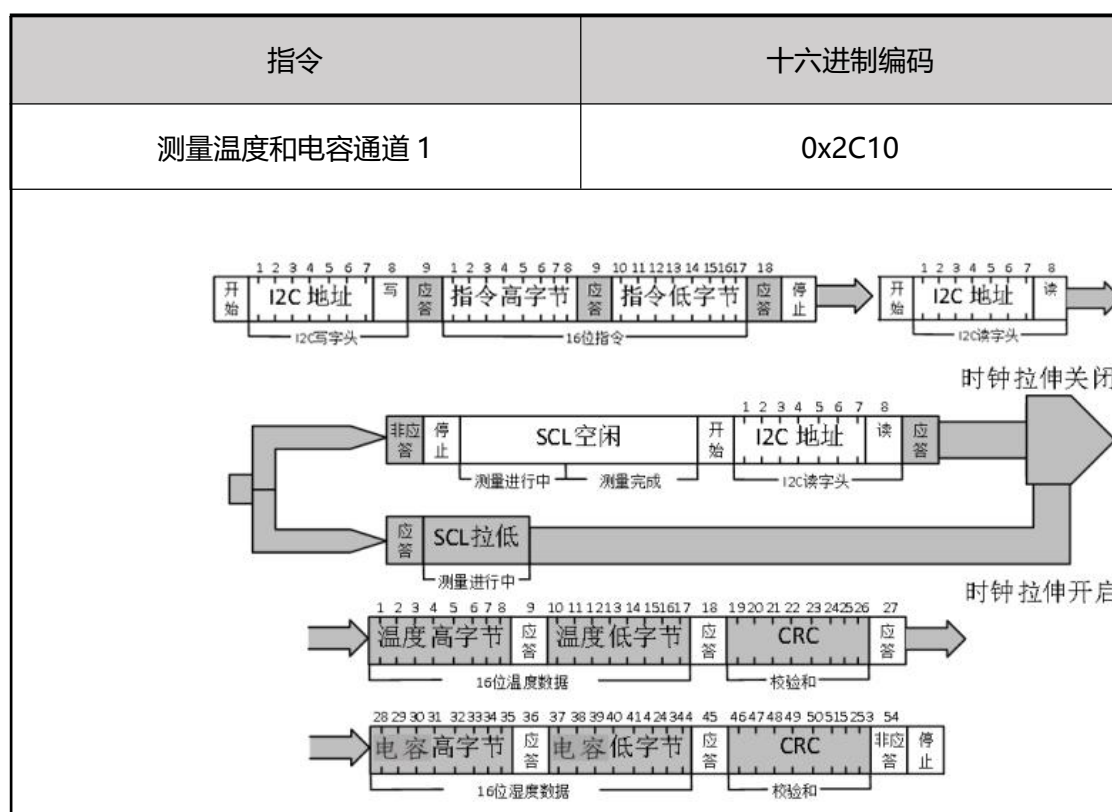 指令 十六进制编码
测量温度和电容通道 1 0x2C10
1 2 3 4 5 6 7 8 9 1 2 3 4 5 6 7 8 9 10 11 12 13 14 15 16 17 18 1 2 3 4 5 6 7 8
开始 I2C 地址 写 应答 指令高字节 应答 指令低字节 应答 停止 开始 I2C 地址 读
I2C写字头 16位指令 I2C读字头
时钟拉伸关闭
1 2 3 4 5 6 7 8
非应答 停止 SCL空闲 开始 I2C 地址 读 应答
测量进行中 测量完成 I2C读字头
应答 SCL拉低
测量进行中
时钟拉伸开启
1 2 3 4 5 6 7 8 9 10 11 12 13 14 15 16 17 18 19 20 21 22 23 24 25 26 27
温度高字节 应答 温度低字节 应答 CRC 应答
16位温度数据 校验和
28 29 30 31 32 33 34 35 36 37 38 39 40 41 42 43 44 45 46 47 48 49 50 51 52 53 54
电容高字节 应答 电容低字节 应答 CRC 非应答 停止
16位湿度数据 校验和